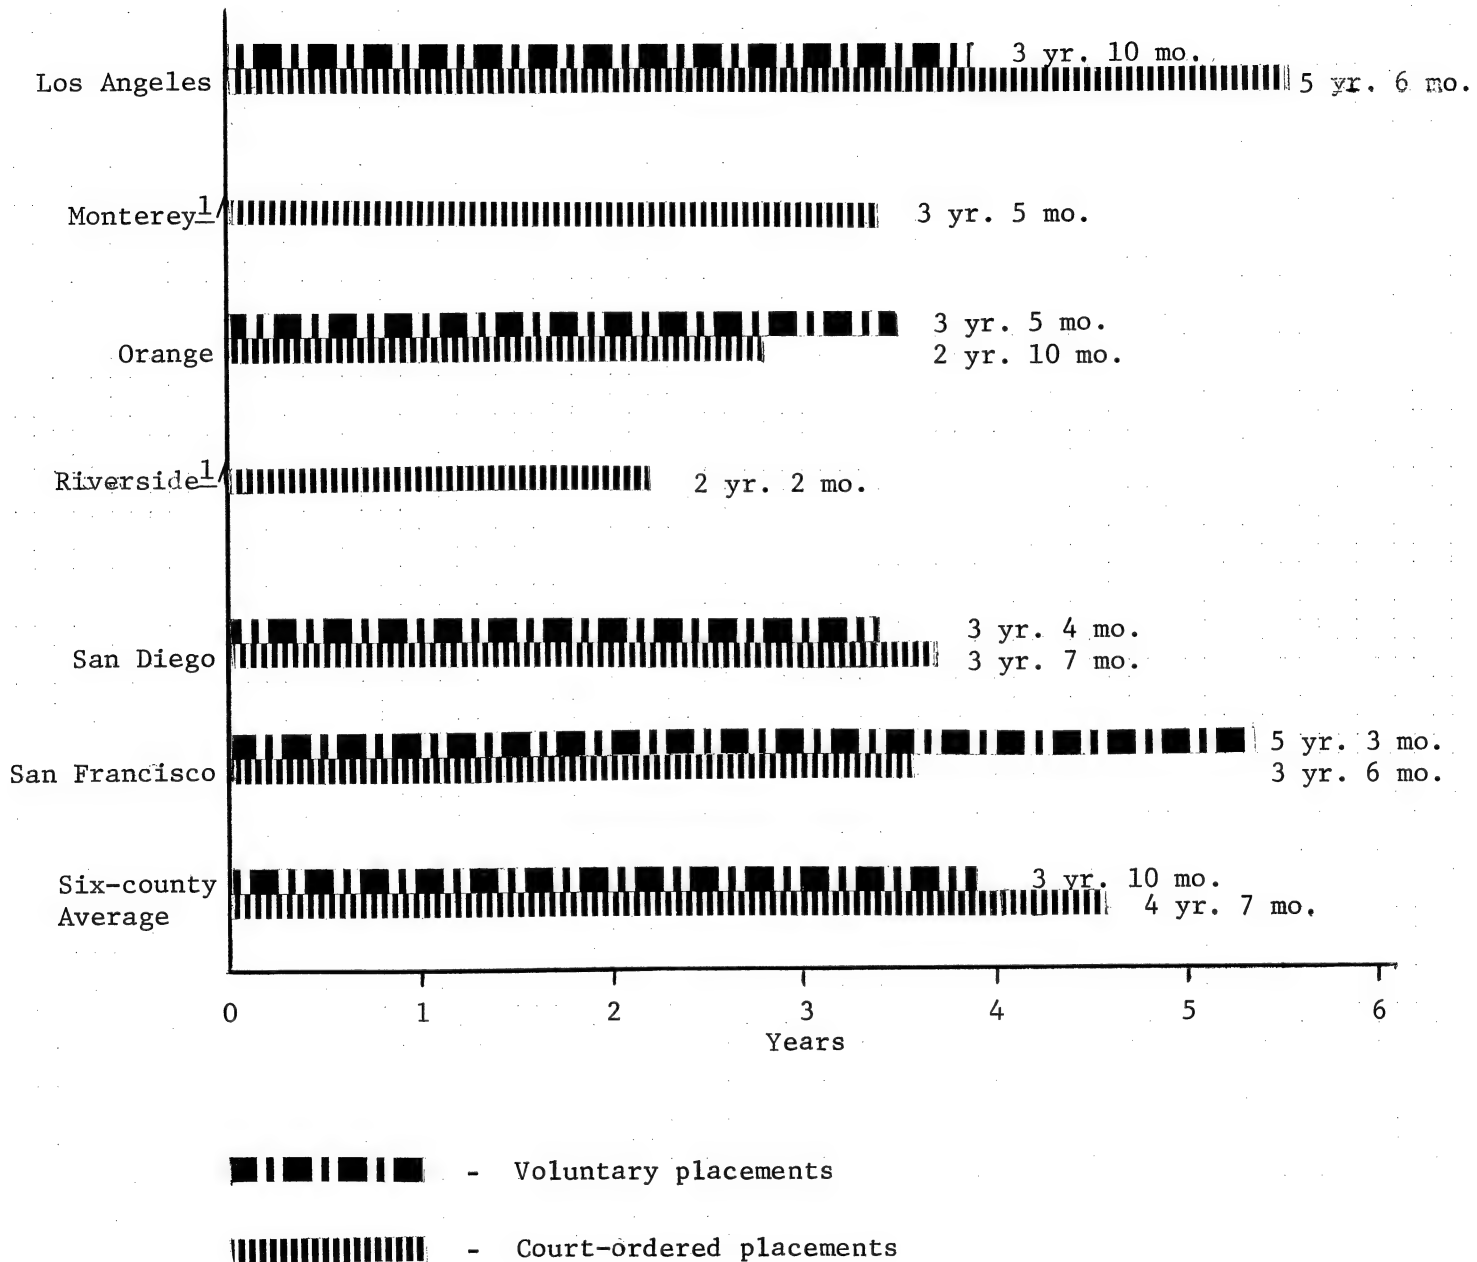 3 yr. 10 mo.
Los Angeles 5 yr. 6 mo.
Monterey1/ 3 yr. 5 mo.
3 yr. 5 mo.
Orange 2 yr. 10 mo.
Riverside1/ 2 yr. 2 mo.
3 yr. 4 mo.
San Diego 3 yr. 7 mo.
5 yr. 3 mo.
San Francisco 3 yr. 6 mo.
Six-county 3 yr. 10 mo.
Average 4 yr. 7 mo.
0 1 2 3 4 5 6
Years
- Voluntary placements
- Court-ordered placements